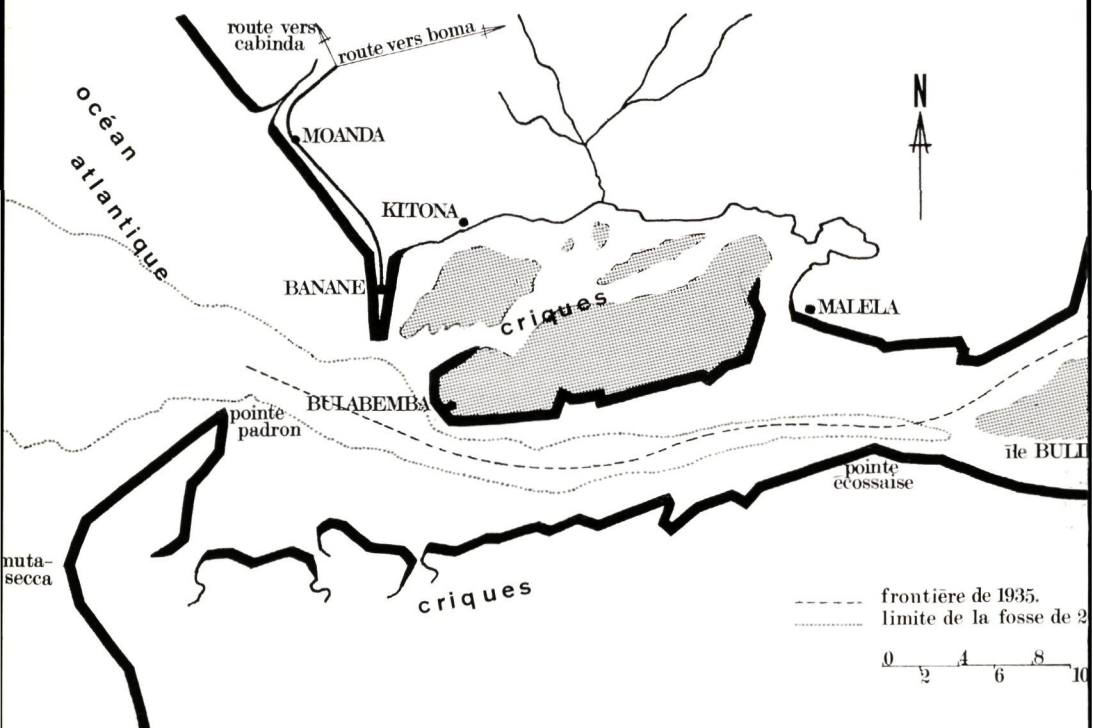 route vers
cabinda
route vers boma
N
océan
atlantique
MOANDA
KITONA
BANANE
criques
MALELA
BULABEMBA
pointe
padron
île BULI
pointe
écossaise
muta-
secca
criques
frontière de 1935.
limite de la fosse de 2
0 4 8
2 6 10